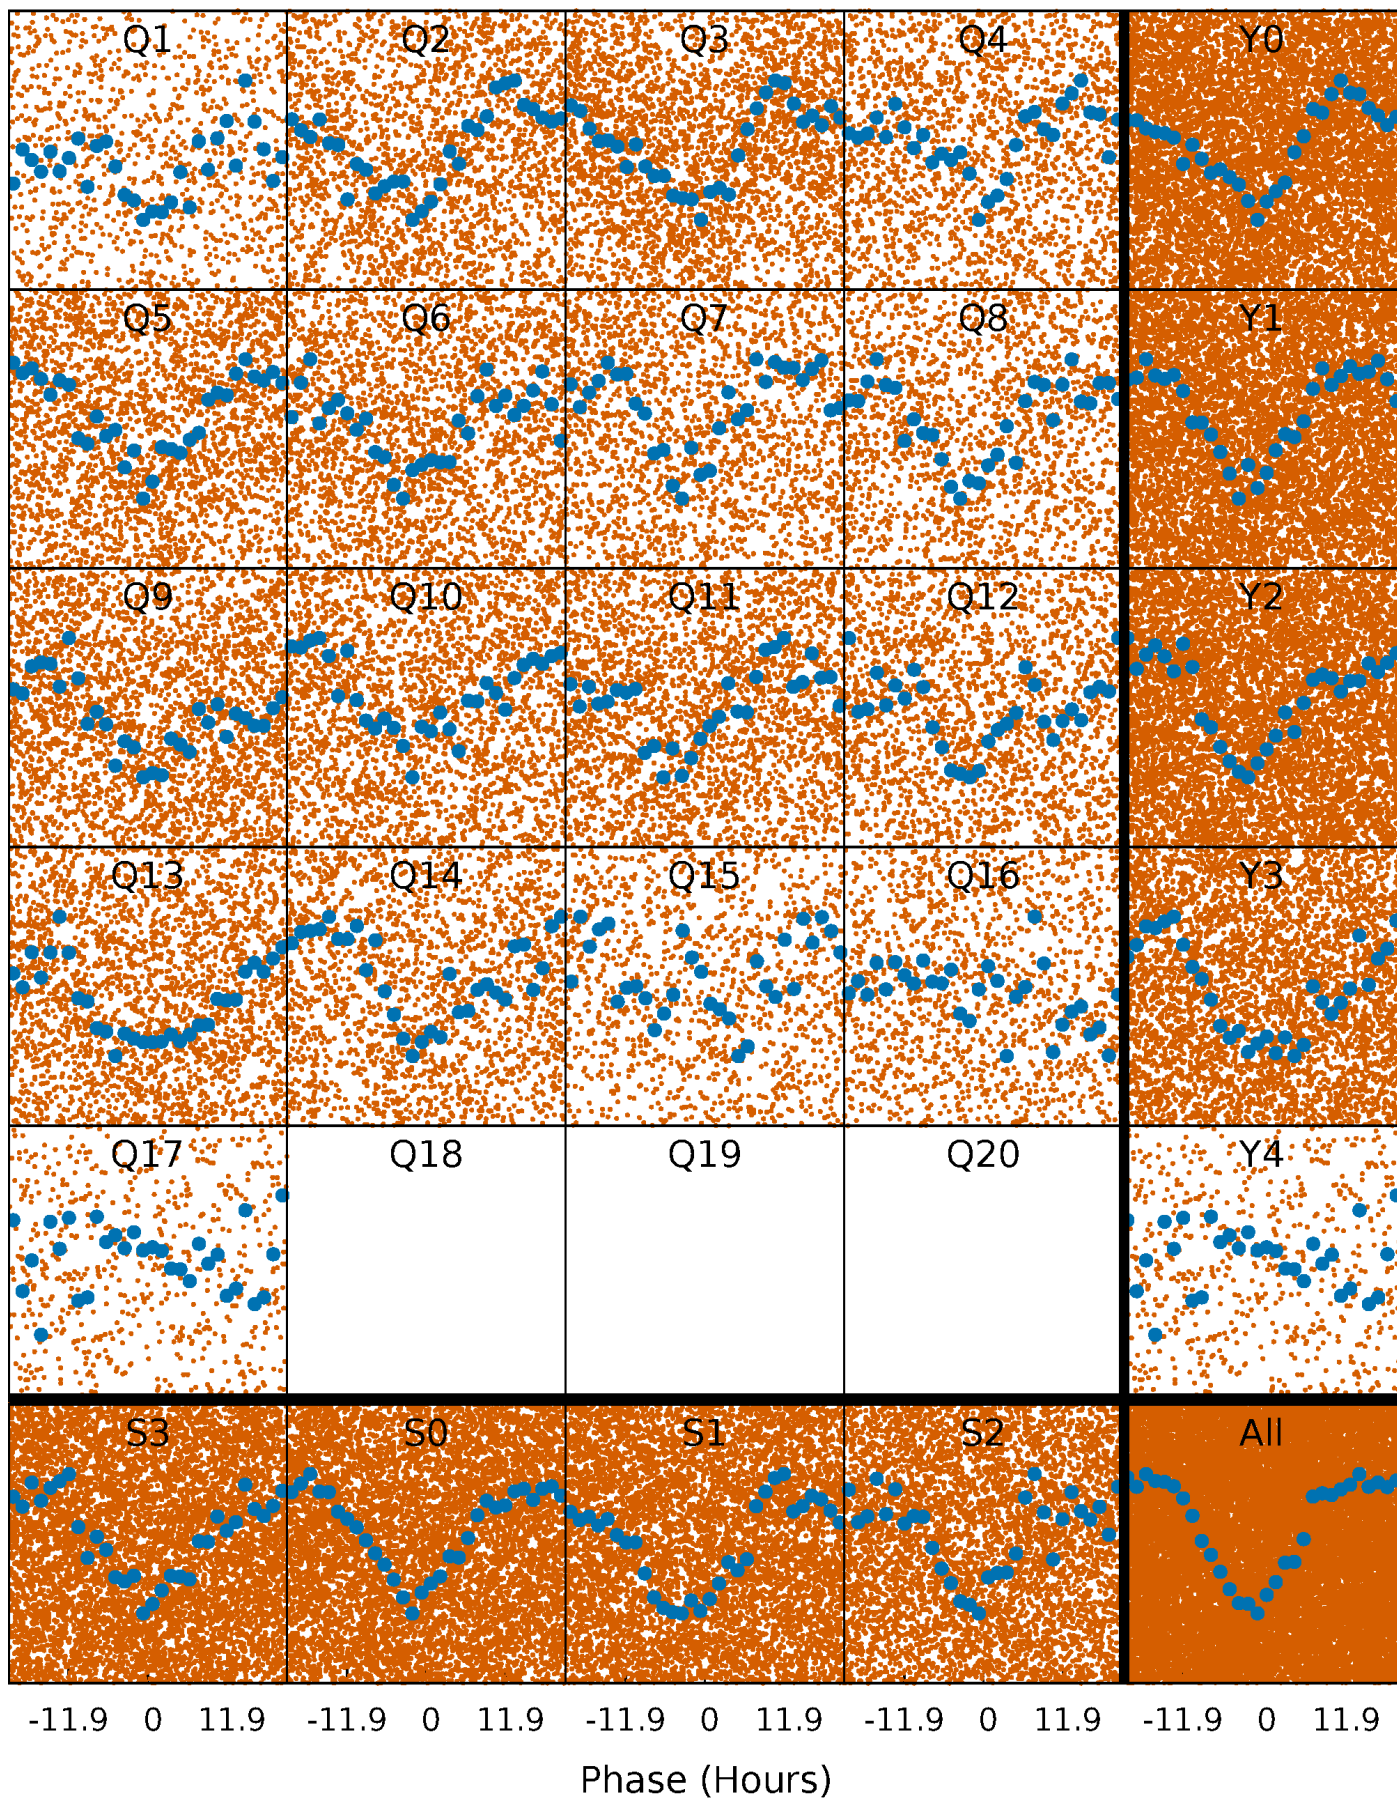 Q1 Q2 Q3 Q4 Y0
Q5 Q6 Q7 Q8 Y1
Q9 Q10 Q11 Q12 Y2
Q13 Q14 Q15 Q16 Y3
Q17 Q18 Q19 Q20 Y4
S3 S0 S1 S2 All
-11.9 0 11.9 -11.9 0 11.9 -11.9 0 11.9 -11.9 0 11.9 -11.9 0 11.9
Phase (Hours)